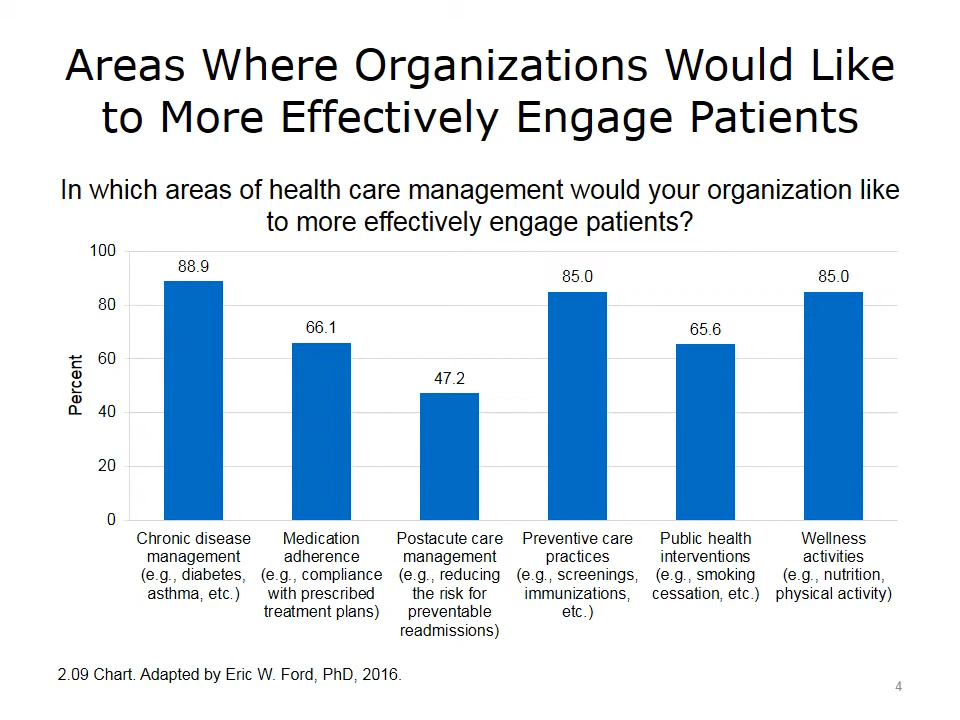 Areas Where Organizations Would Like
to More Effectively Engage Patients
In which areas of health care management would your organization like
to more effectively engage patients?
Percent
100
80
60
40
20
0
88.9
66.1
47.2
85.0
65.6
85.0
Chronic disease
management
(e.g., diabetes,
asthma, etc.)
Medication
adherence
(e.g., compliance
with prescribed
treatment plans)
Postacute care
management
(e.g., reducing
the risk for
preventable
readmissions)
Preventive care
practices
(e.g., screenings,
immunizations,
etc.)
Public health
interventions
(e.g., smoking
cessation, etc.)
Wellness
activities
(e.g., nutrition,
physical activity)
2.09 Chart. Adapted by Eric W. Ford, PhD, 2016.
4